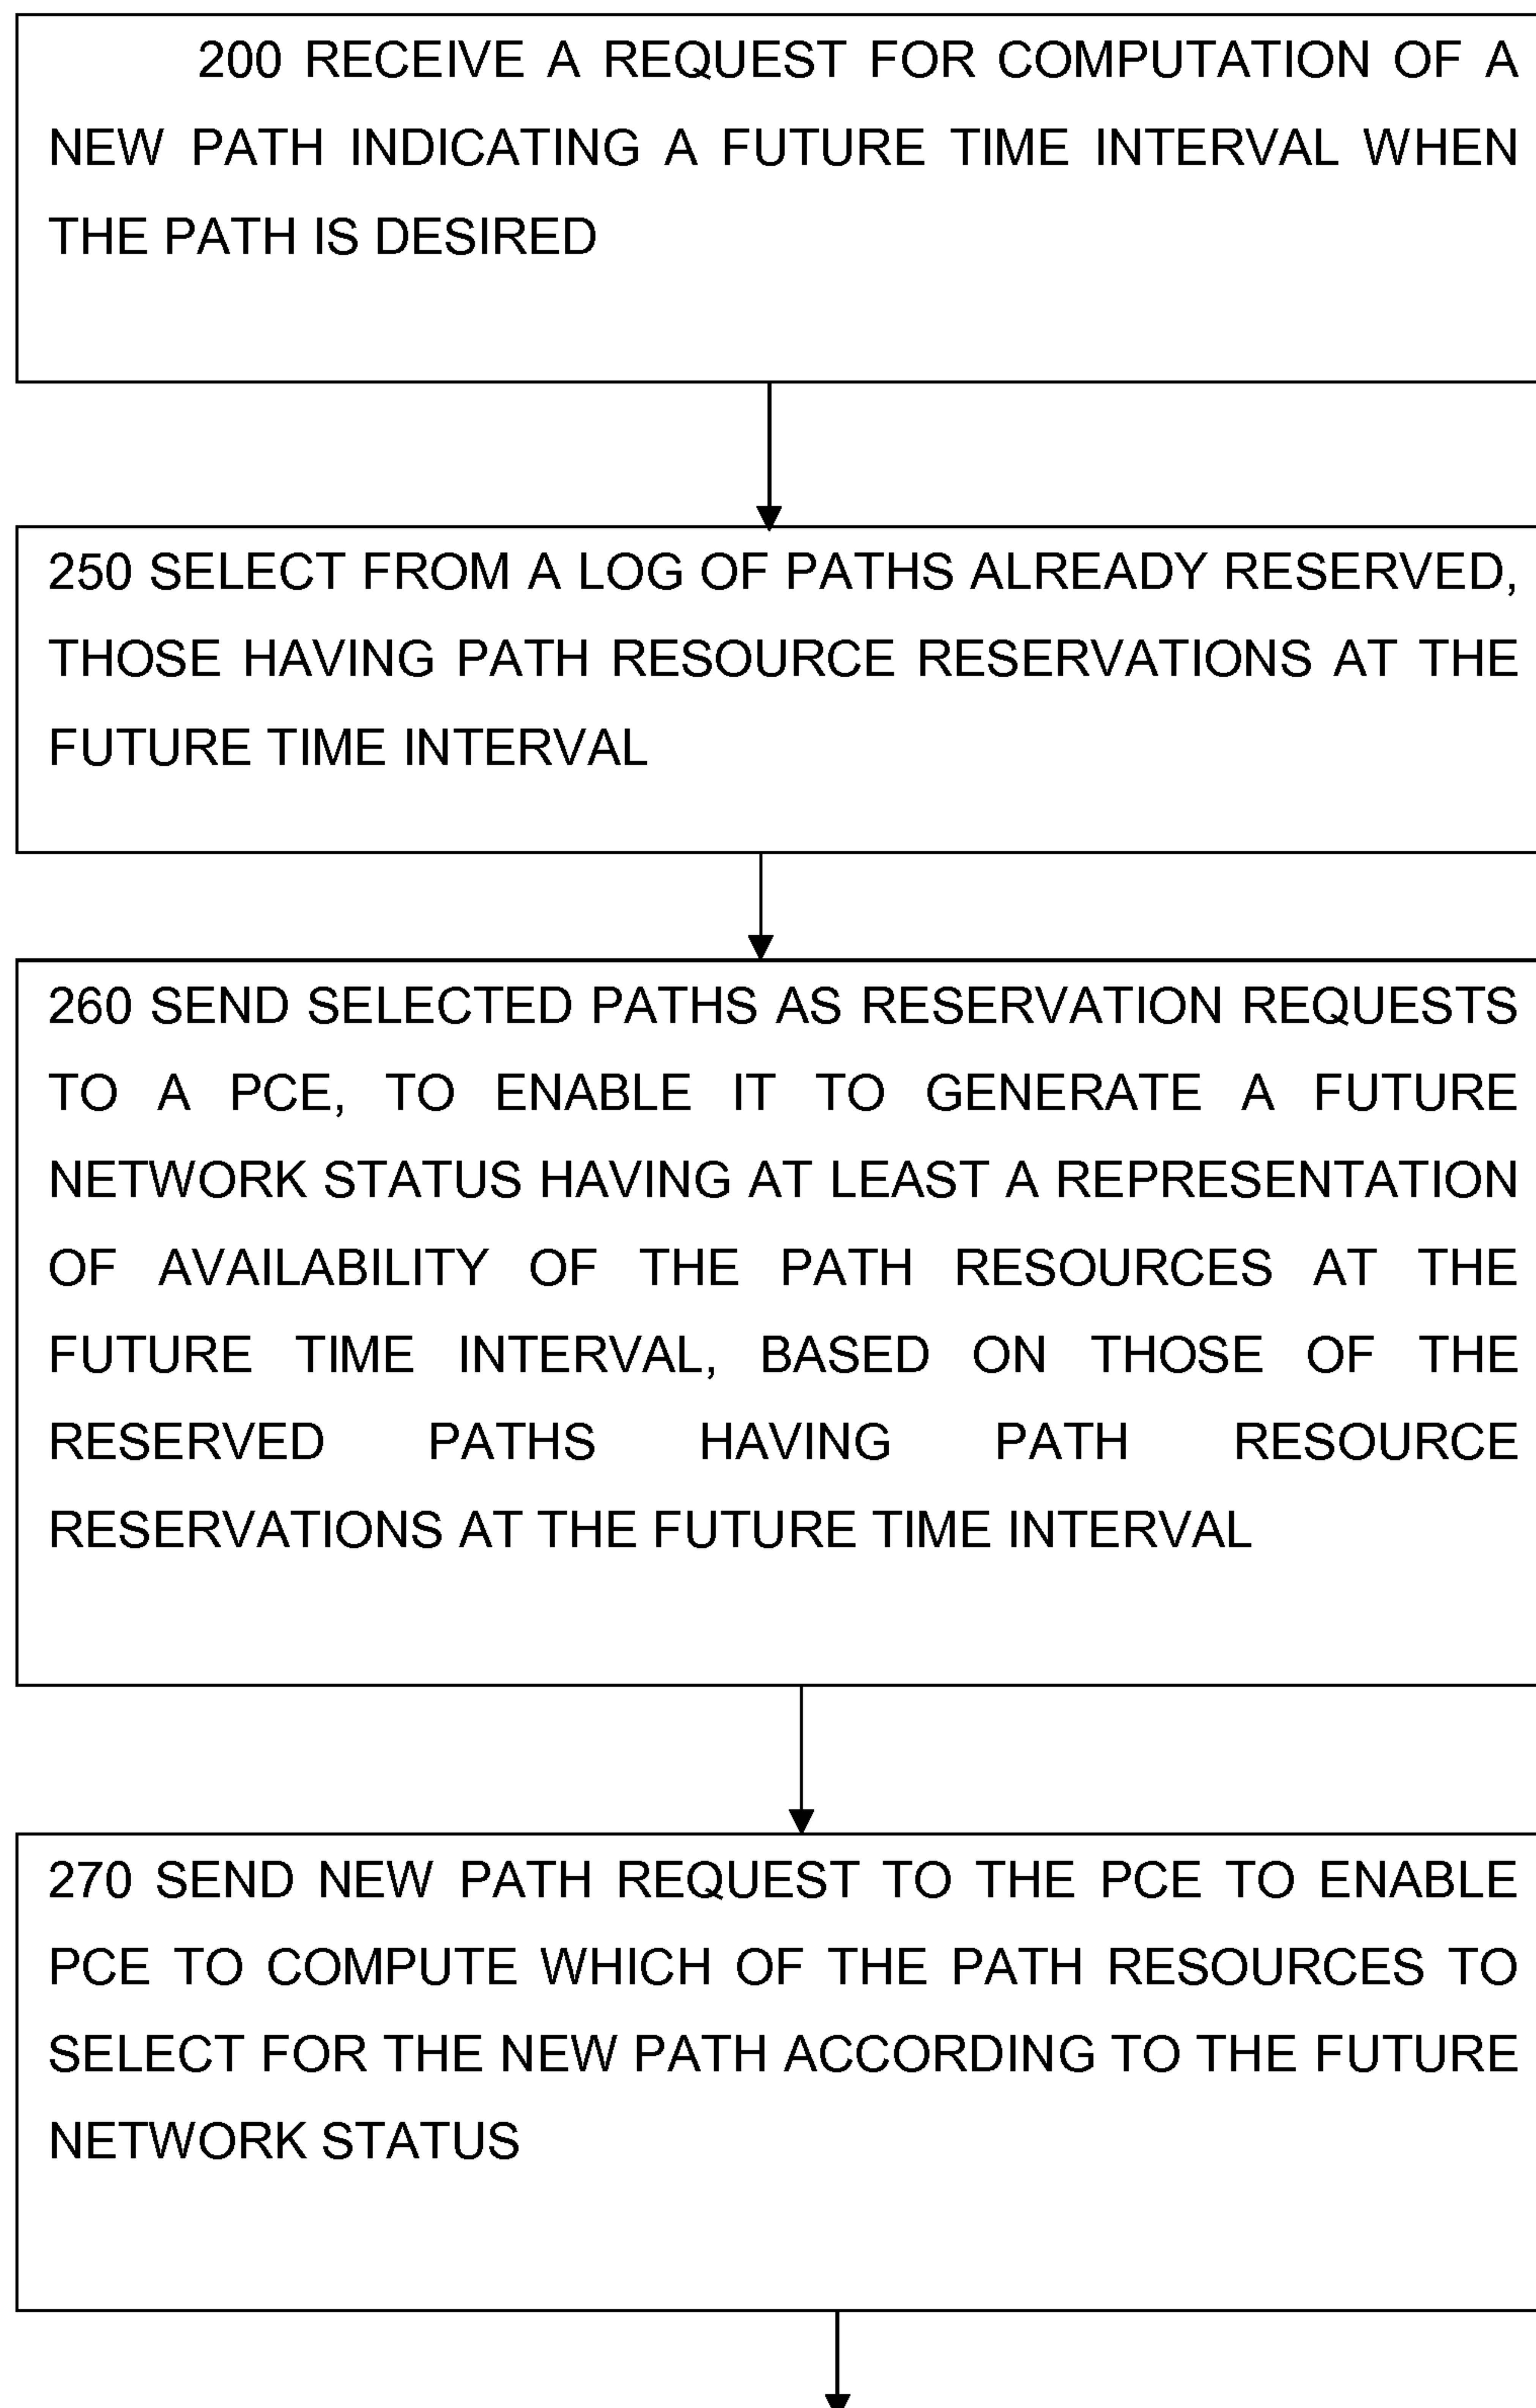 200 RECEIVE A REQUEST FOR COMPUTATION OF A
NEW PATH INDICATING A FUTURE TIME INTERVAL WHEN
THE PATH IS DESIRED
250 SELECT FROM A LOG OF PATHS ALREADY RESERVED,
THOSE HAVING PATH RESOURCE RESERVATIONS AT THE
FUTURE TIME INTERVAL
260 SEND SELECTED PATHS AS RESERVATION REQUESTS
TO A PCE, TO ENABLE IT TO GENERATE A FUTURE
NETWORK STATUS HAVING AT LEAST A REPRESENTATION
OF AVAILABILITY OF THE PATH RESOURCES AT THE
FUTURE TIME INTERVAL, BASED ON THOSE OF THE
RESERVED PATHS HAVING PATH RESOURCE
RESERVATIONS AT THE FUTURE TIME INTERVAL
270 SEND NEW PATH REQUEST TO THE PCE TO ENABLE
PCE TO COMPUTE WHICH OF THE PATH RESOURCES TO
SELECT FOR THE NEW PATH ACCORDING TO THE FUTURE
NETWORK STATUS